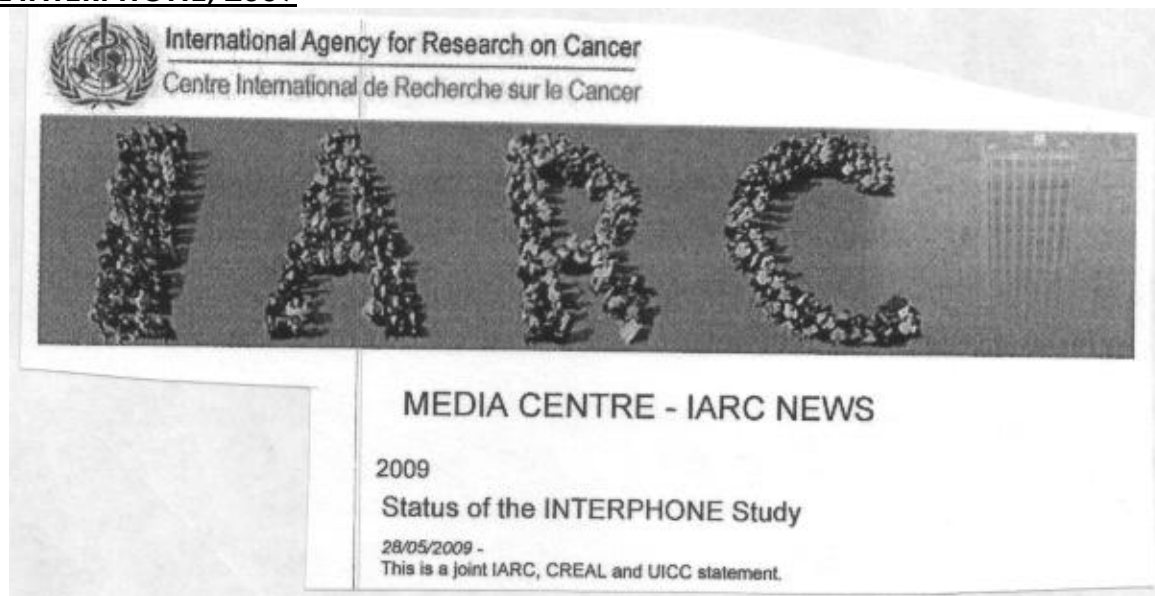 International Agency for Research on Cancer
Centre International de Recherche sur le Cancer
IARC
MEDIA CENTRE - IARC NEWS
2009
Status of the INTERPHONE Study
28/05/2009 -
This is a joint IARC, CREAL and UICC statement.